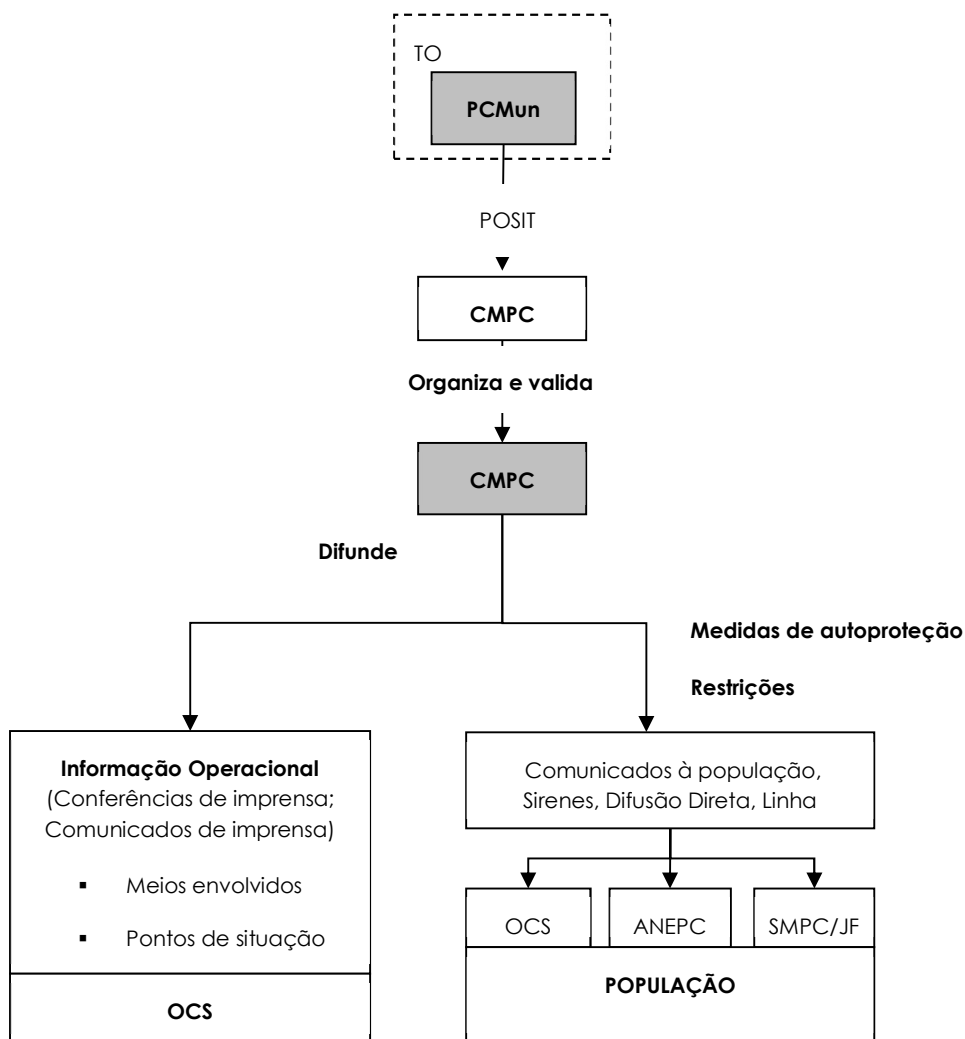 TO
PCMun
POSIT
CMPC
Organiza e valida
CMPC
Difunde
Medidas de autoproteção
Restrições
Informação Operacional
(Conferências de imprensa;
Comunicados de imprensa)
▪ Meios envolvidos
▪ Pontos de situação
OCS
Comunicados à população,
Sirenes, Difusão Direta, Linha
OCS
ANEPC
SMPC/JF
POPULAÇÃO